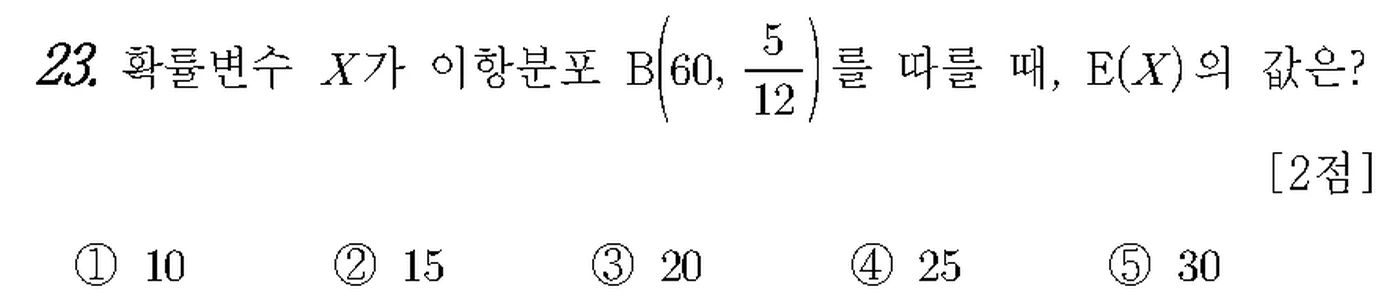 23. 확률변수 X가 이항분포 B(60, 5/12)를 따를 때, E(X)의 값은?
[2점]
① 10 ② 15 ③ 20 ④ 25 ⑤ 30